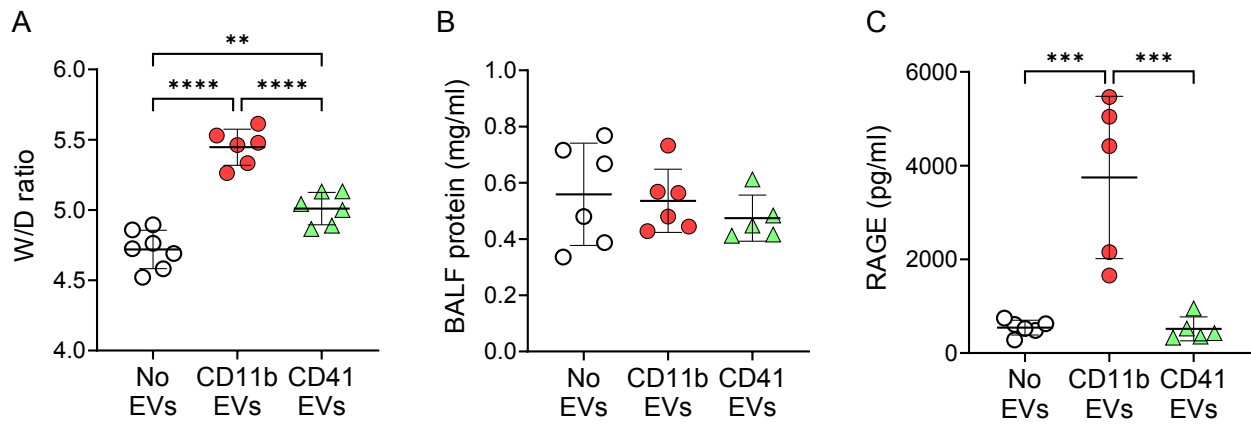 A
W/D ratio
6.0
5.5
5.0
4.5
4.0
**
****
****
No
EVs
CD11b
EVs
CD41
EVs
B
BALF protein (mg/ml)
1.0
0.8
0.6
0.4
0.2
0.0
No
EVs
CD11b
EVs
CD41
EVs
C
RAGE (pg/ml)
6000
4000
2000
0
***
***
No
EVs
CD11b
EVs
CD41
EVs